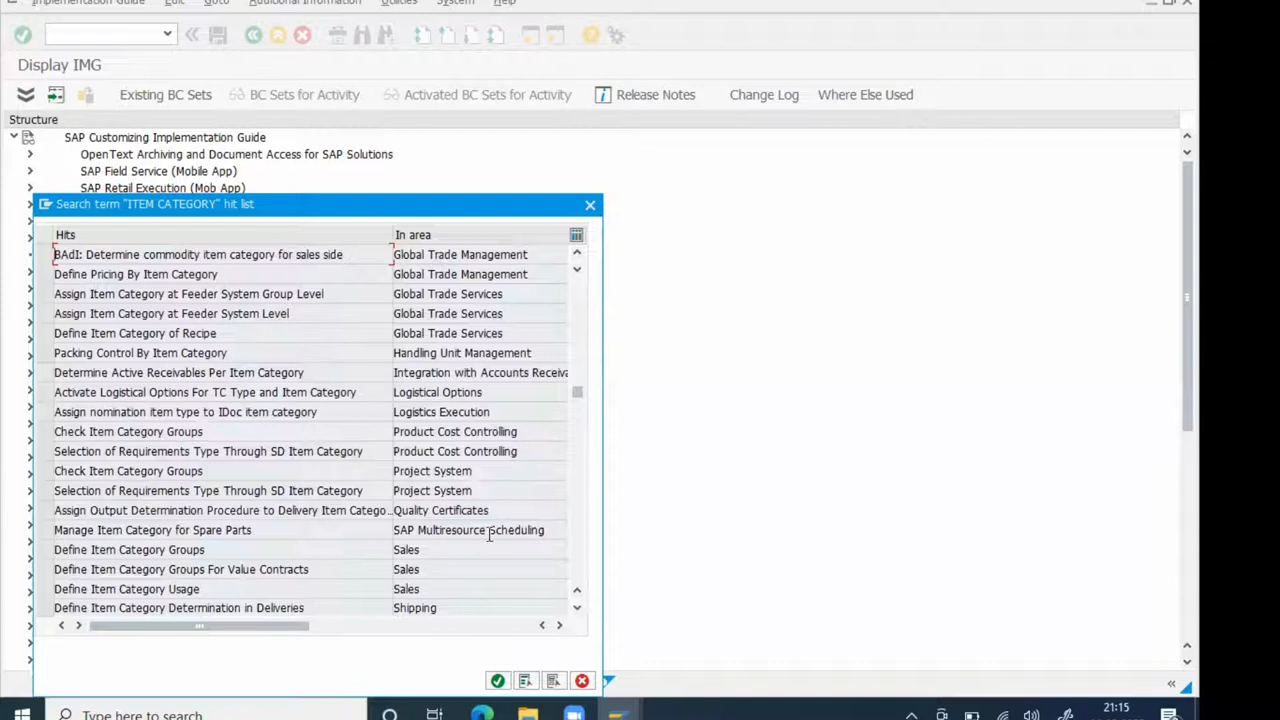 Implementation Guide Edit Goto Additional Information Utilities System Help
Display IMG
Existing BC Sets BC Sets for Activity Activated BC Sets for Activity Release Notes Change Log Where Else Used
Structure
SAP Customizing Implementation Guide
OpenText Archiving and Document Access for SAP Solutions
SAP Field Service (Mobile App)
SAP Retail Execution (Mob App)
Search term "ITEM CATEGORY" hit list
Hits In area
BAdI: Determine commodity item category for sales side Global Trade Management
Define Pricing By Item Category Global Trade Management
Assign Item Category at Feeder System Group Level Global Trade Services
Assign Item Category at Feeder System Level Global Trade Services
Define Item Category of Recipe Global Trade Services
Packing Control By Item Category Handling Unit Management
Determine Active Receivables Per Item Category Integration with Accounts Receiva
Activate Logistical Options For TC Type and Item Category Logistical Options
Assign nomination item type to IDoc item category Logistics Execution
Check Item Category Groups Product Cost Controlling
Selection of Requirements Type Through SD Item Category Product Cost Controlling
Check Item Category Groups Project System
Selection of Requirements Type Through SD Item Category Project System
Assign Output Determination Procedure to Delivery Item Catego... Quality Certificates
Manage Item Category for Spare Parts SAP Multiresource Scheduling
Define Item Category Groups Sales
Define Item Category Groups For Value Contracts Sales
Define Item Category Usage Sales
Define Item Category Determination in Deliveries Shipping
Type here to search
21:15